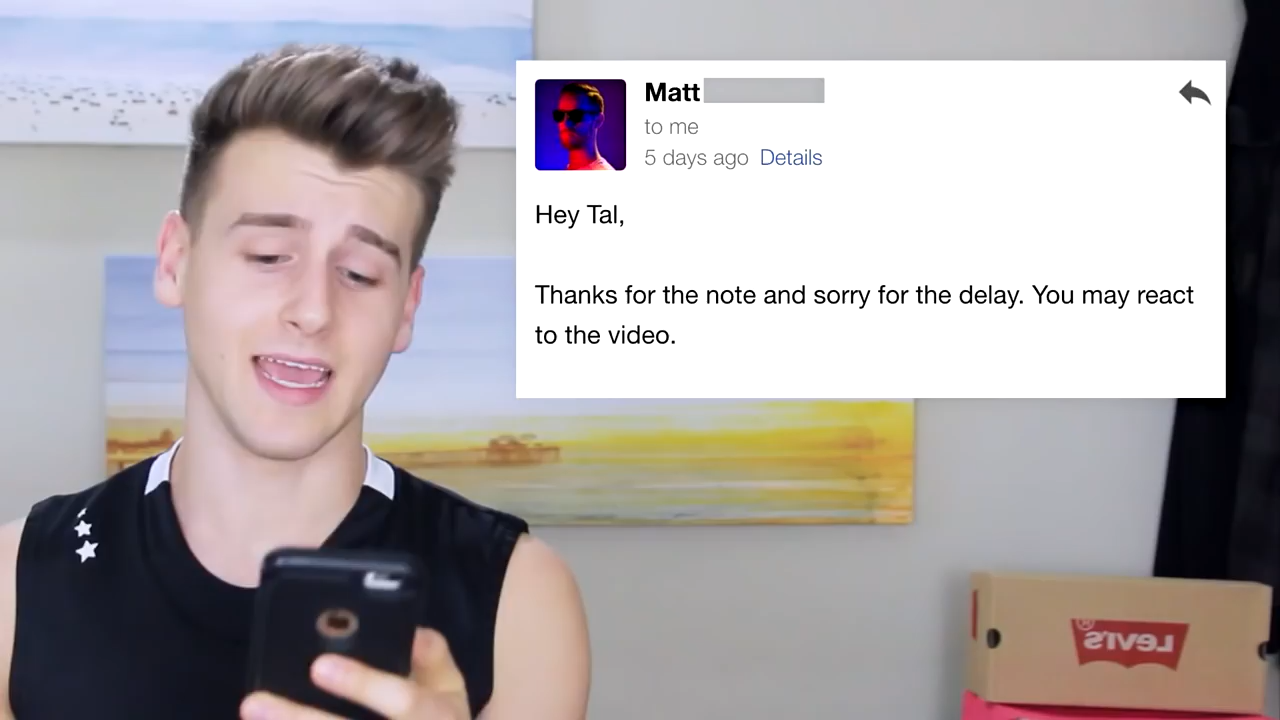 Matt
to me
5 days ago Details
Hey Tal,
Thanks for the note and sorry for the delay. You may react
to the video.
LEVI'S
®